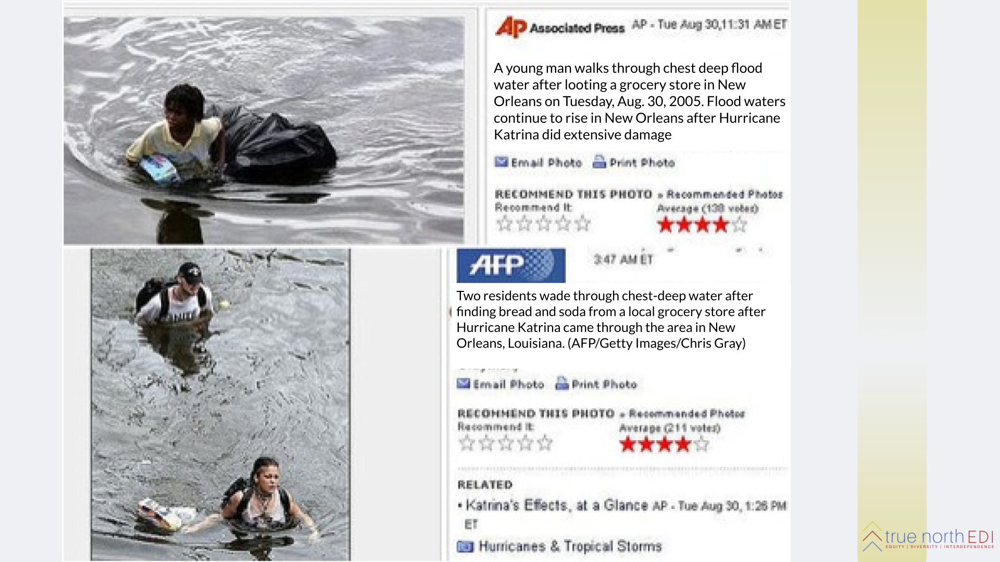 AP Associated Press AP - Tue Aug 30, 11:31 AM ET
A young man walks through chest deep flood
water after looting a grocery store in New
Orleans on Tuesday, Aug. 30, 2005. Flood waters
continue to rise in New Orleans after Hurricane
Katrina did extensive damage
Email Photo Print Photo
RECOMMEND THIS PHOTO » Recommended Photos
Recommend It: Average (138 votes)
AFP 3:47 AM ET
Two residents wade through chest-deep water after
finding bread and soda from a local grocery store after
Hurricane Katrina came through the area in New
Orleans, Louisiana. (AFP/Getty Images/Chris Gray)
Email Photo Print Photo
RECOMMEND THIS PHOTO » Recommended Photos
Recommend It: Average (211 votes)
RELATED
• Katrina's Effects, at a Glance AP - Tue Aug 30, 1:26 PM
ET
Hurricanes & Tropical Storms
true north EDI
EQUITY | DIVERSITY | INTERDEPENDENCE